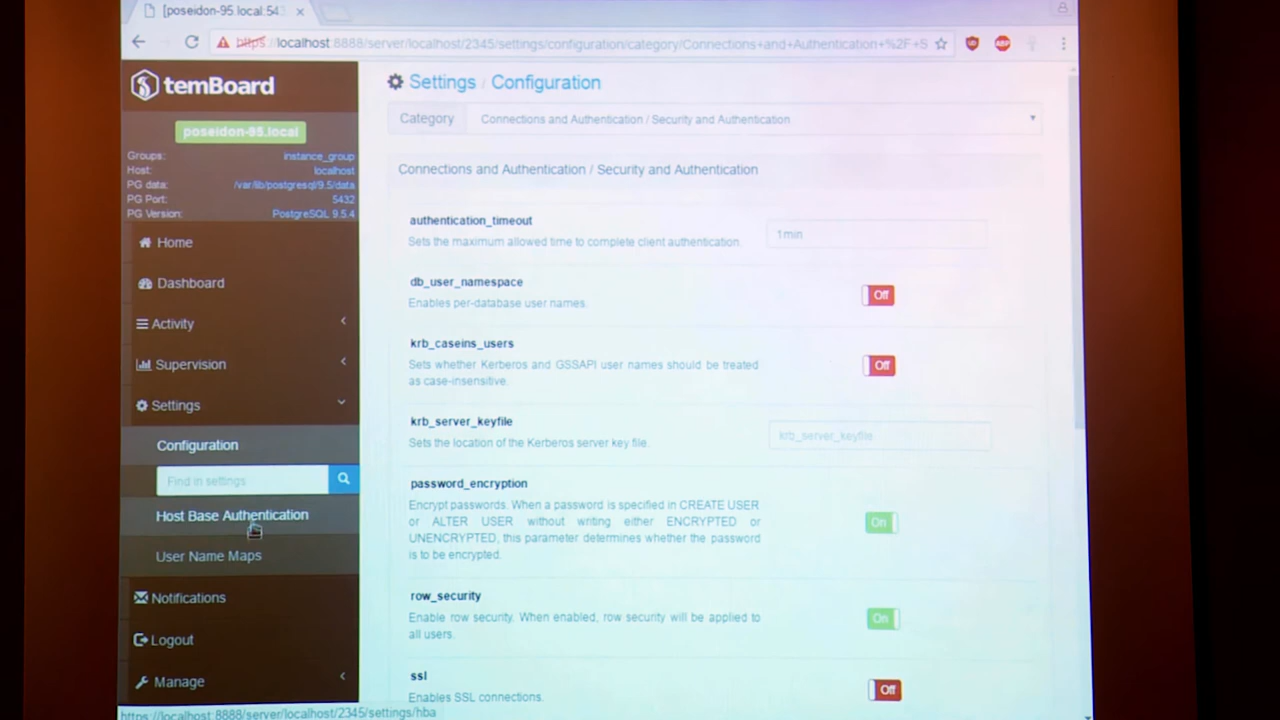 [poseidon-95.local:54
https://localhost:8888/server/localhost/2345/settings/configuration/category/Connections+and+Authentication+%2F+S
temBoard
poseidon-95.local
Groups: instance_group
Host: localhost
PG data: /var/lib/postgresql/9.5/data
PG Port: 5432
PG Version: PostgreSQL 9.5.4
Home
Dashboard
Activity
Supervision
Settings
Configuration
Find in settings
Host Base Authentication
User Name Maps
Notifications
Logout
Manage
Settings / Configuration
Category Connections and Authentication / Security and Authentication
Connections and Authentication / Security and Authentication
authentication_timeout
Sets the maximum allowed time to complete client authentication.
1min
db_user_namespace
Enables per-database user names.
Off
krb_caseins_users
Sets whether Kerberos and GSSAPI user names should be treated
as case-insensitive.
Off
krb_server_keyfile
Sets the location of the Kerberos server key file.
krb_server_keyfile
password_encryption
Encrypt passwords. When a password is specified in CREATE USER
or ALTER USER without writing either ENCRYPTED or
UNENCRYPTED, this parameter determines whether the password
is to be encrypted.
On
row_security
Enable row security. When enabled, row security will be applied to
all users.
On
ssl
Enables SSL connections.
Off
https://localhost:8888/server/localhost/2345/settings/hba